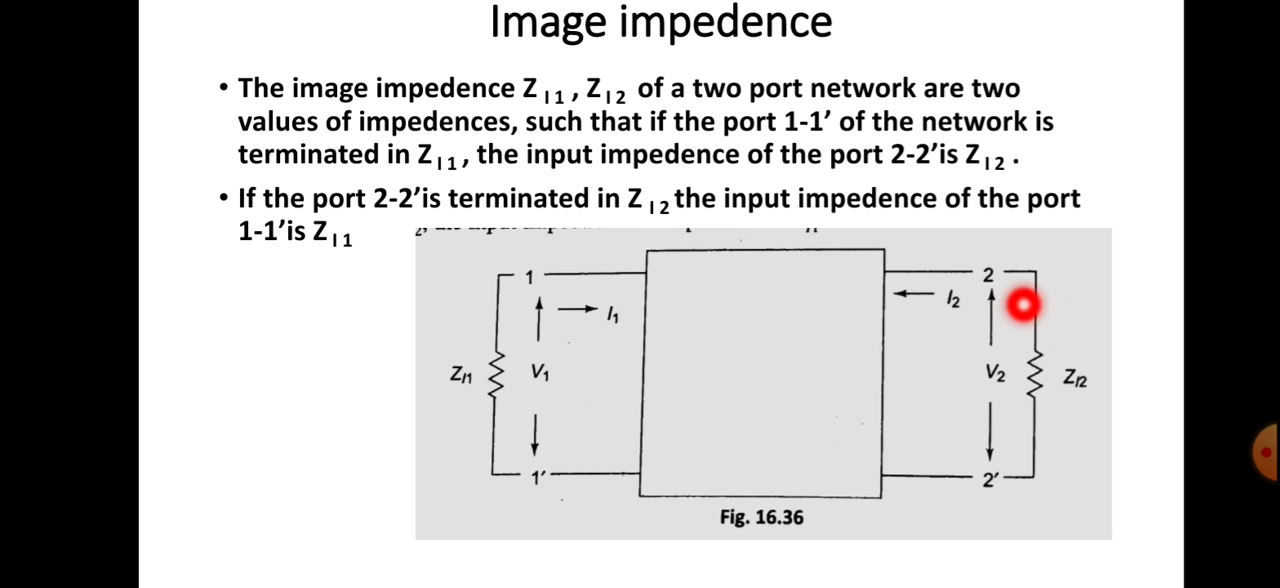 Image impedence
• The image impedence Z I1 , Z I2 of a two port network are two
values of impedences, such that if the port 1-1’ of the network is
terminated in Z I1 , the input impedence of the port 2-2’is Z I2 .
• If the port 2-2’is terminated in Z I2 the input impedence of the port
1-1’is Z I1
1 2
I1 I2
ZI1 V1 V2 ZI2
1′ 2′
Fig. 16.36